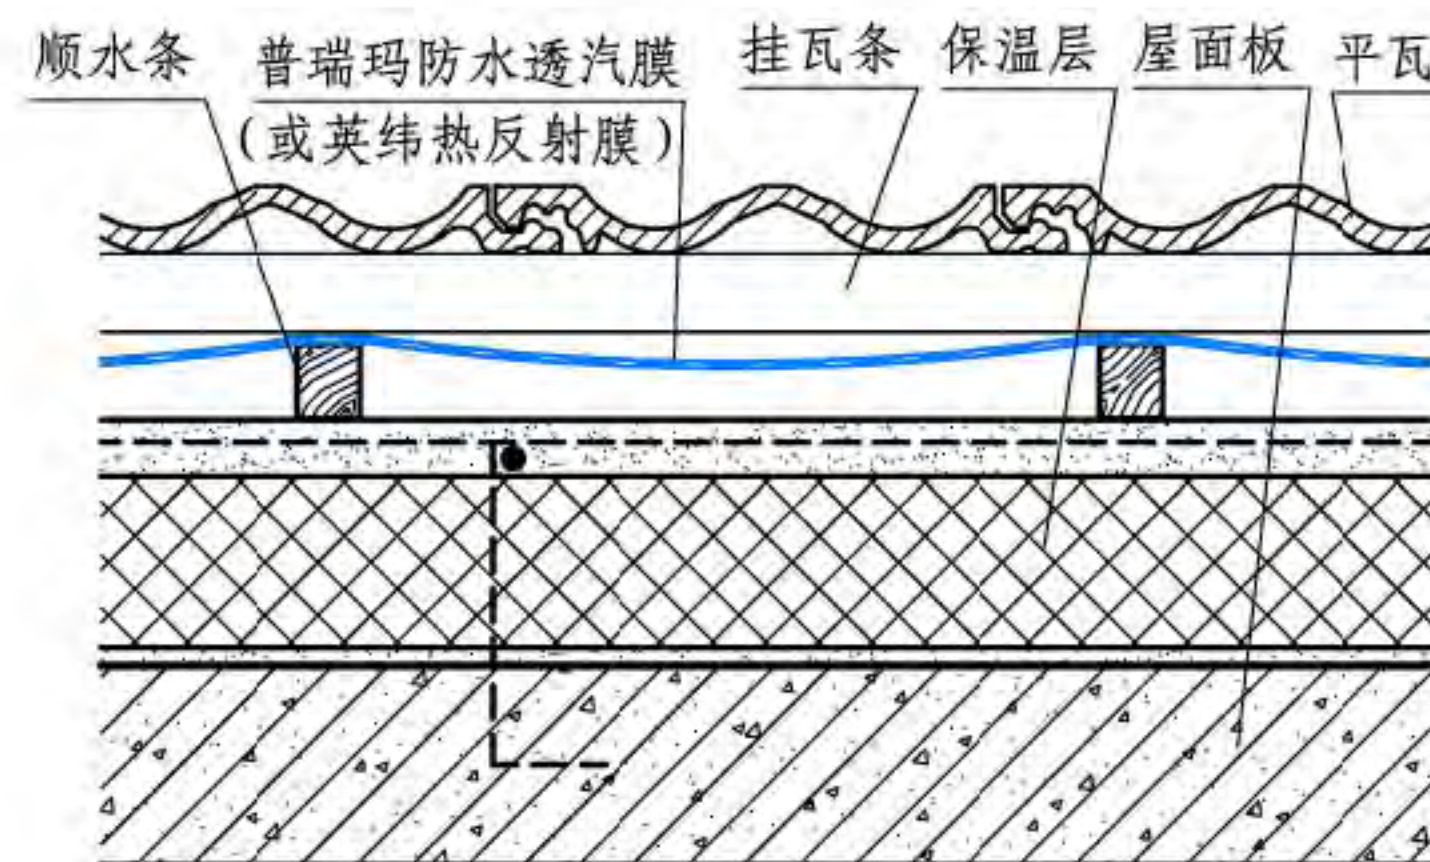 顺水条
普瑞玛防水透汽膜
(或英纬热反射膜)
挂瓦条
保温层
屋面板
平瓦